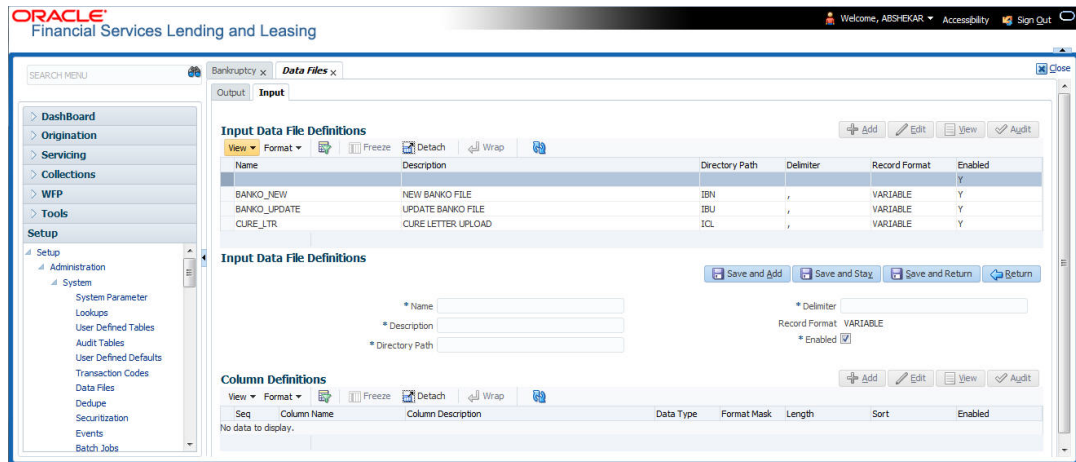 ORACLE®
Financial Services Lending and Leasing
Welcome, ABSHEKAR Accessibility Sign Out
SEARCH MENU
Bankruptcy x Data Files x
Close
Output Input
DashBoard
Origination
Servicing
Collections
WFP
Tools
Setup
Setup
Administration
System
System Parameter
Lookups
User Defined Tables
Audit Tables
User Defined Defaults
Transaction Codes
Data Files
Dedupe
Securitization
Events
Batch Jobs
Input Data File Definitions
Add Edit View Audit
View Format Freeze Detach Wrap
Name Description Directory Path Delimiter Record Format Enabled
Y
BANKO_NEW NEW BANKO FILE IBN , VARIABLE Y
BANKO_UPDATE UPDATE BANKO FILE IBU , VARIABLE Y
CURE_LTR CURE LETTER UPLOAD ICL , VARIABLE Y
Input Data File Definitions
Save and Add Save and Stay Save and Return Return
* Name
* Description
* Directory Path
* Delimiter
Record Format VARIABLE
* Enabled
Column Definitions
Add Edit View Audit
View Format Freeze Detach Wrap
Seq Column Name Column Description Data Type Format Mask Length Sort Enabled
No data to display.